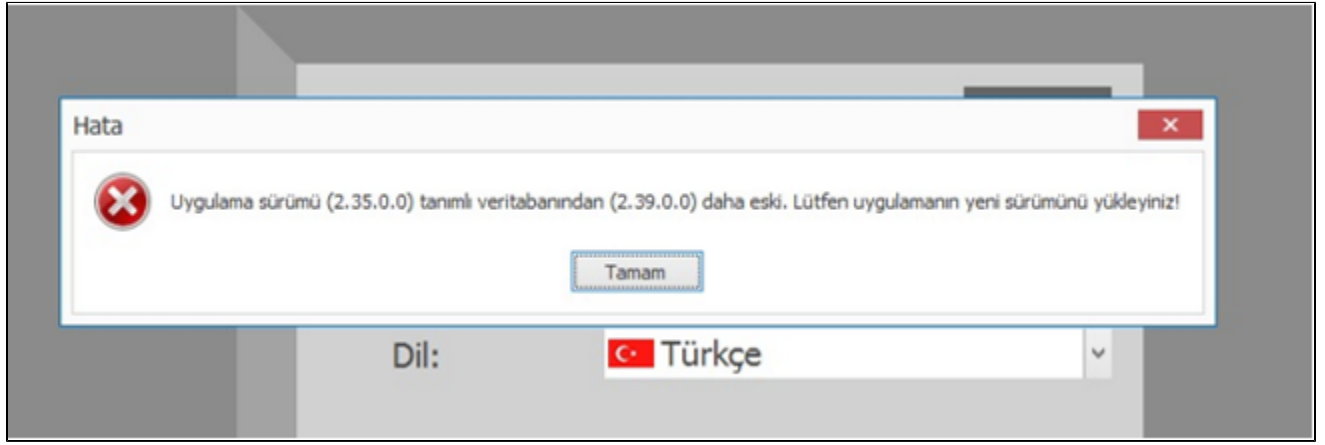 Hata
Uygulama sürümü (2.35.0.0) tanımlı veritabanından (2.39.0.0) daha eski. Lütfen uygulamanın yeni sürümünü yükleyiniz!
Tamam
Dil:
Türkçe